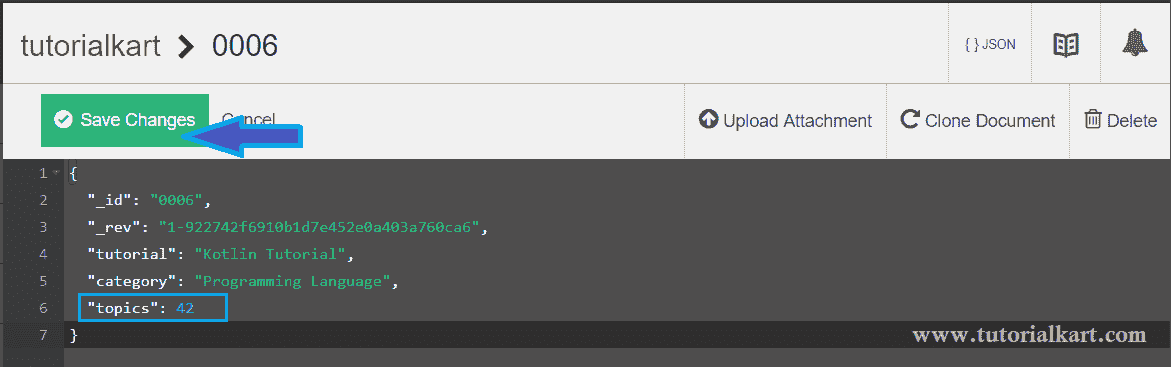 tutorialkart > 0006
{ } JSON
Save Changes Cancel
Upload Attachment
Clone Document
Delete
1 {
2 "_id": "0006",
3 "_rev": "1-922742f6910b1d7e452e0a403a760ca6",
4 "tutorial": "Kotlin Tutorial",
5 "category": "Programming Language",
6 "topics": 42
7 }
www.tutorialkart.com